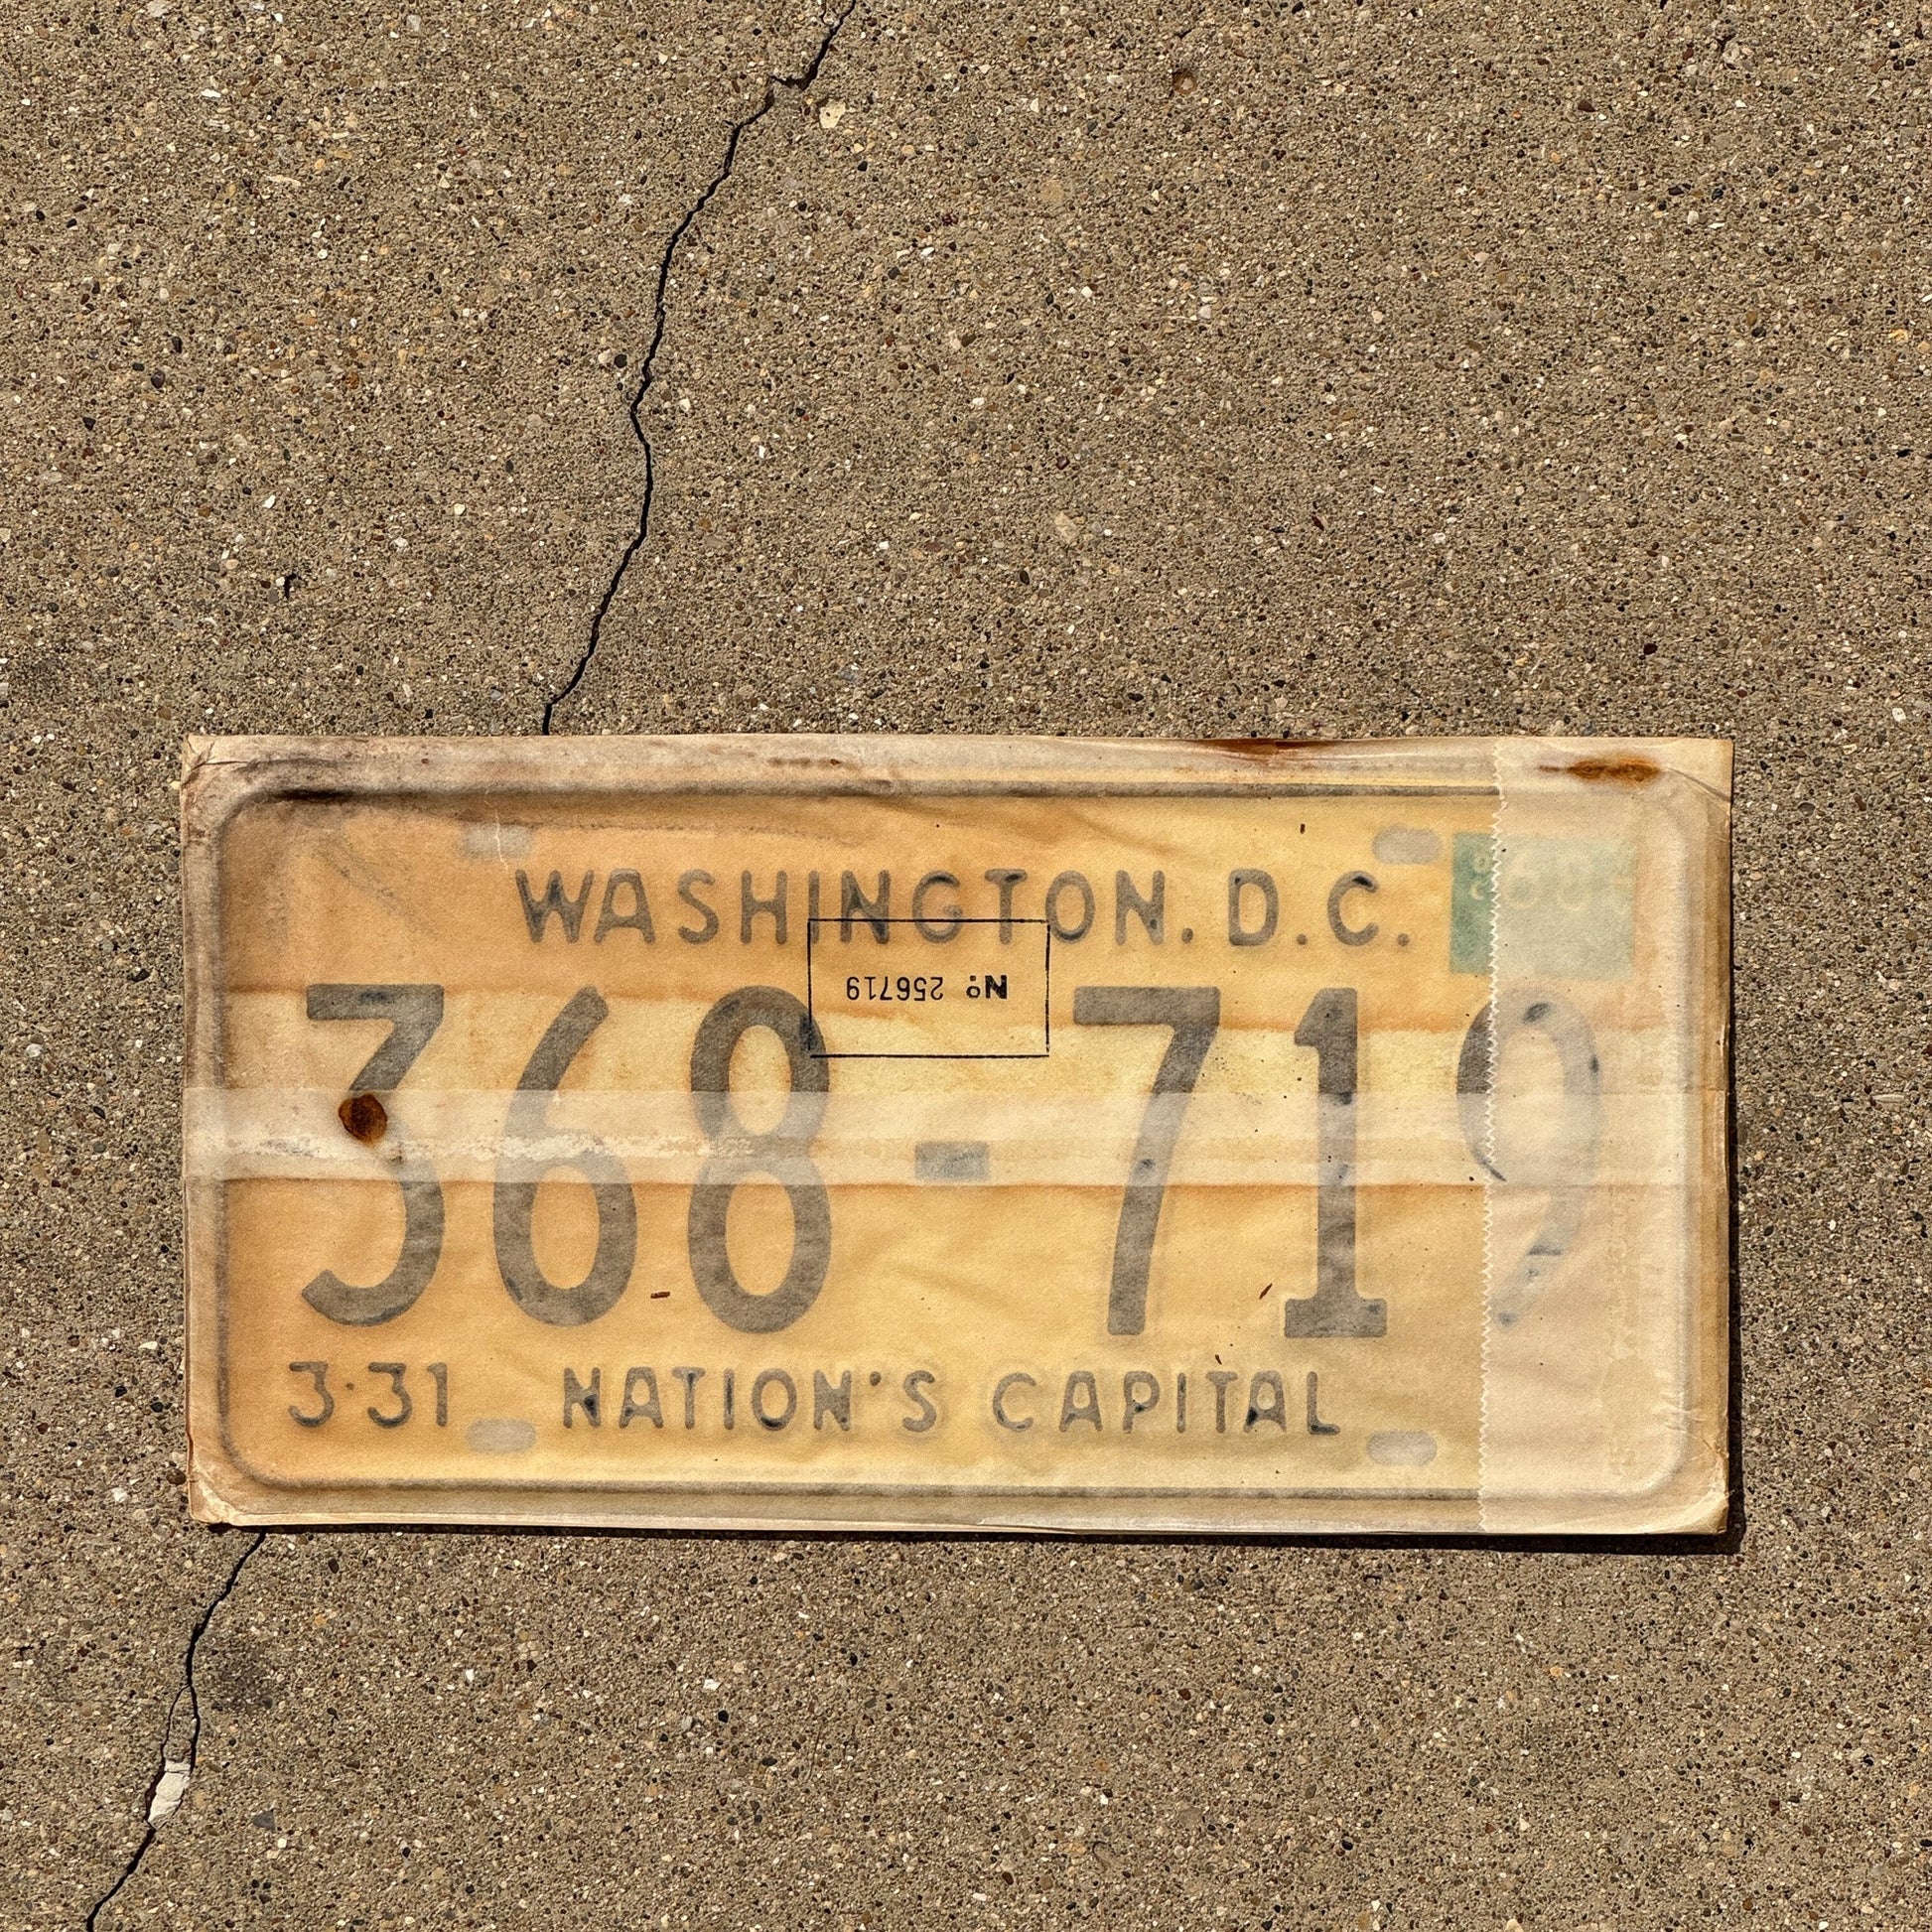 WASHINGTON. D.C.
Nº 256719
368-719
3·31 NATION'S CAPITAL